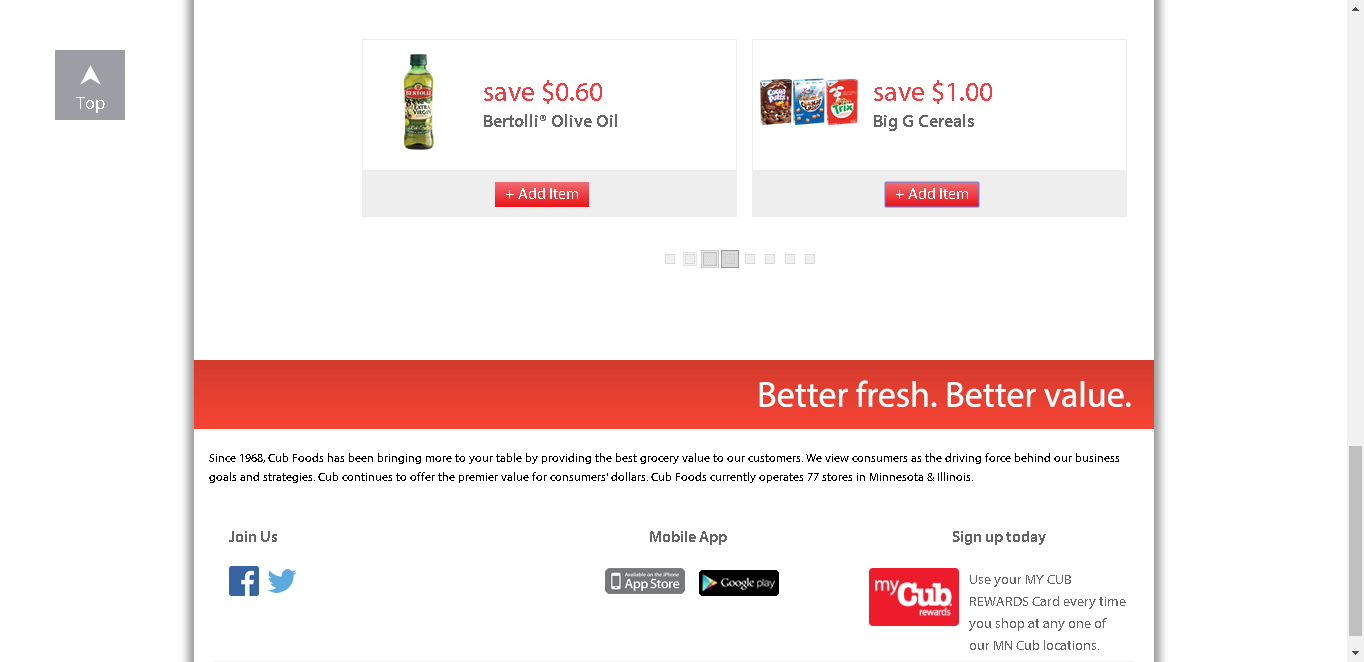 Top
BERTOLLI
EXTRA
VIRGIN
save $0.60
Bertolli® Olive Oil
+ Add Item
Cocoa
Puffs
Trix
save $1.00
Big G Cereals
+ Add Item
Better fresh. Better value.
Since 1968, Cub Foods has been bringing more to your table by providing the best grocery value to our customers. We view consumers as the driving force behind our business
goals and strategies. Cub continues to offer the premier value for consumers' dollars. Cub Foods currently operates 77 stores in Minnesota & Illinois.
Join Us
Mobile App
Available on the iPhone
App Store
Google play
Sign up today
my
Cub
rewards
Use your MY CUB
REWARDS Card every time
you shop at any one of
our MN Cub locations.